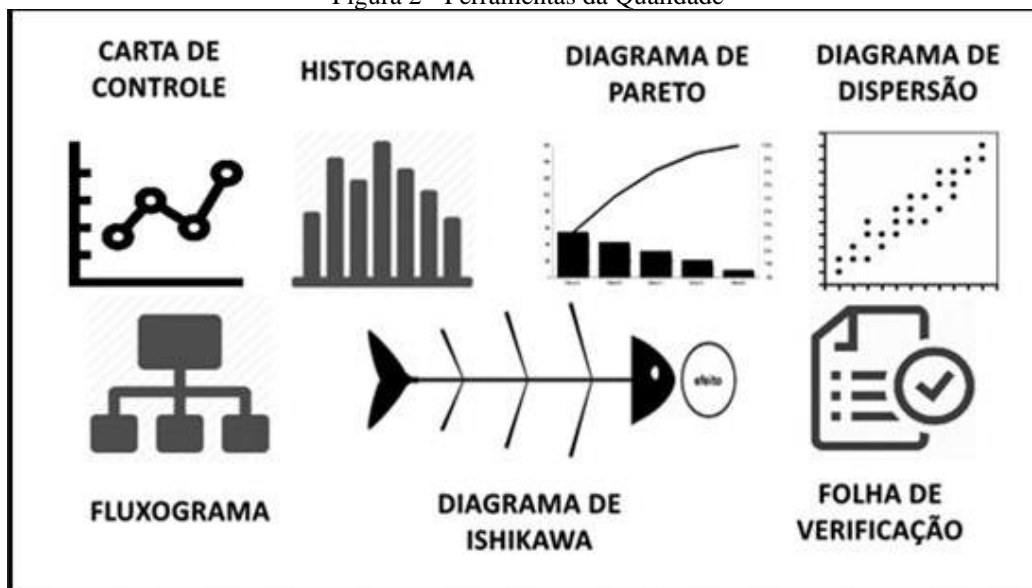 Figura 2 - Ferramentas da Qualidade
CARTA DE
CONTROLE
HISTOGRAMA
DIAGRAMA DE
PARETO
DIAGRAMA DE
DISPERSÃO
FLUXOGRAMA
efeito
DIAGRAMA DE
ISHIKAWA
FOLHA DE
VERIFICAÇÃO